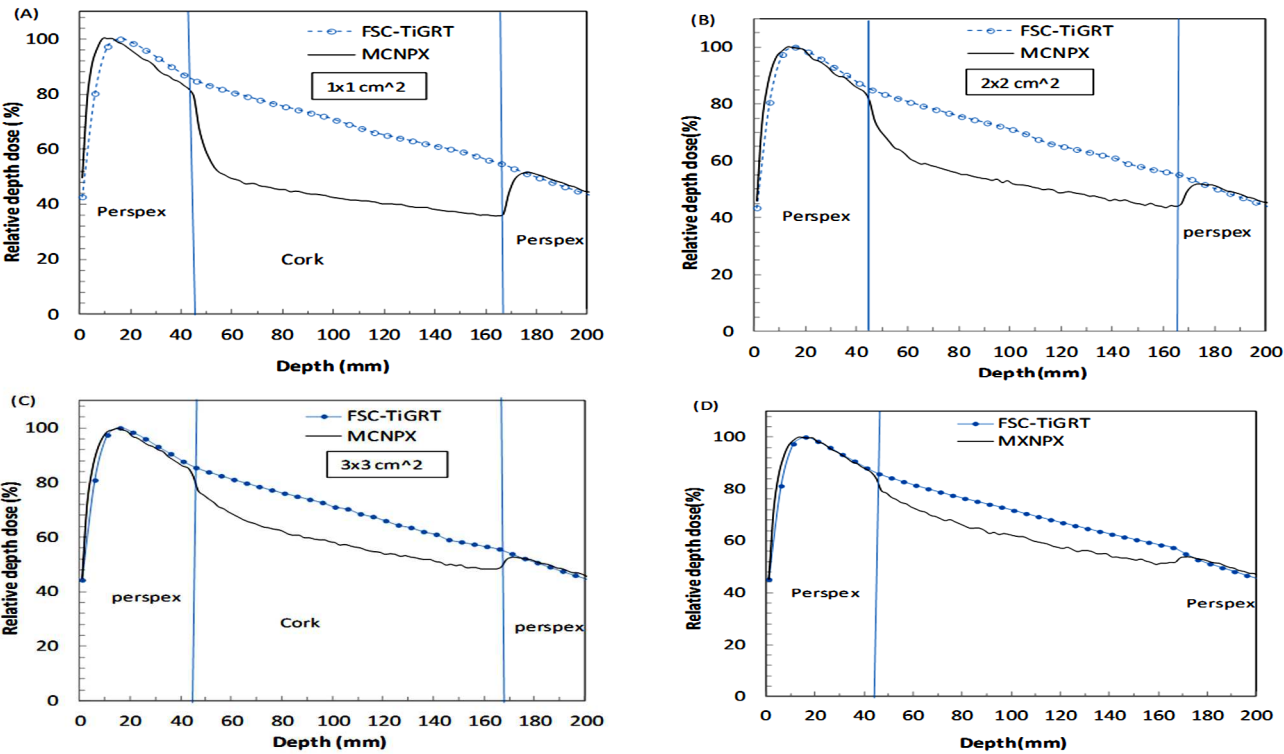 (A)
FSC-TiGRT
MCNPX
1x1 cm^2
Relative depth dose (%)
100
80
60
40
20
0
Perspex
Cork
Perspex
0 20 40 60 80 100 120 140 160 180 200
Depth (mm)
(B)
FSC-TiGRT
MCNPX
2x2 cm^2
Relative depth dose(%)
100
80
60
40
20
0
Perspex
perspex
0 20 40 60 80 100 120 140 160 180 200
Depth(mm)
(C)
FSC-TiGRT
MCNPX
3x3 cm^2
Relative depth dose (%)
100
80
60
40
20
0
perspex
Cork
perspex
0 20 40 60 80 100 120 140 160 180 200
Depth(mm)
(D)
FSC-TiGRT
MXNPX
Relative depth dose(%)
100
80
60
40
20
0
Perspex
Perspex
0 20 40 60 80 100 120 140 160 180 200
Depth(mm)